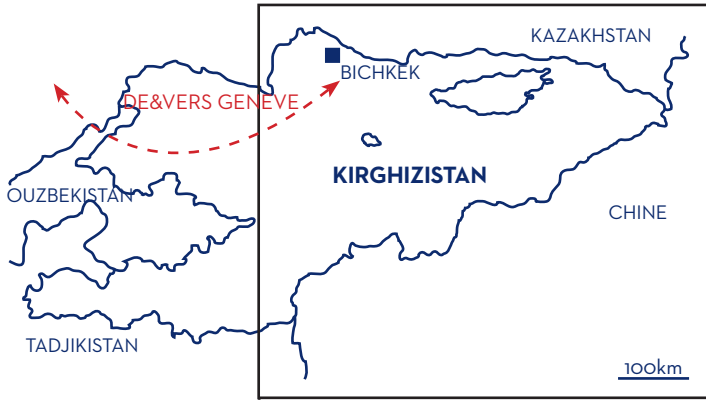 KAZAKHSTAN
BICHKEK
DE&VERS GENEVE
KIRGHIZISTAN
OUZBEKISTAN
CHINE
TADJIKISTAN
100km